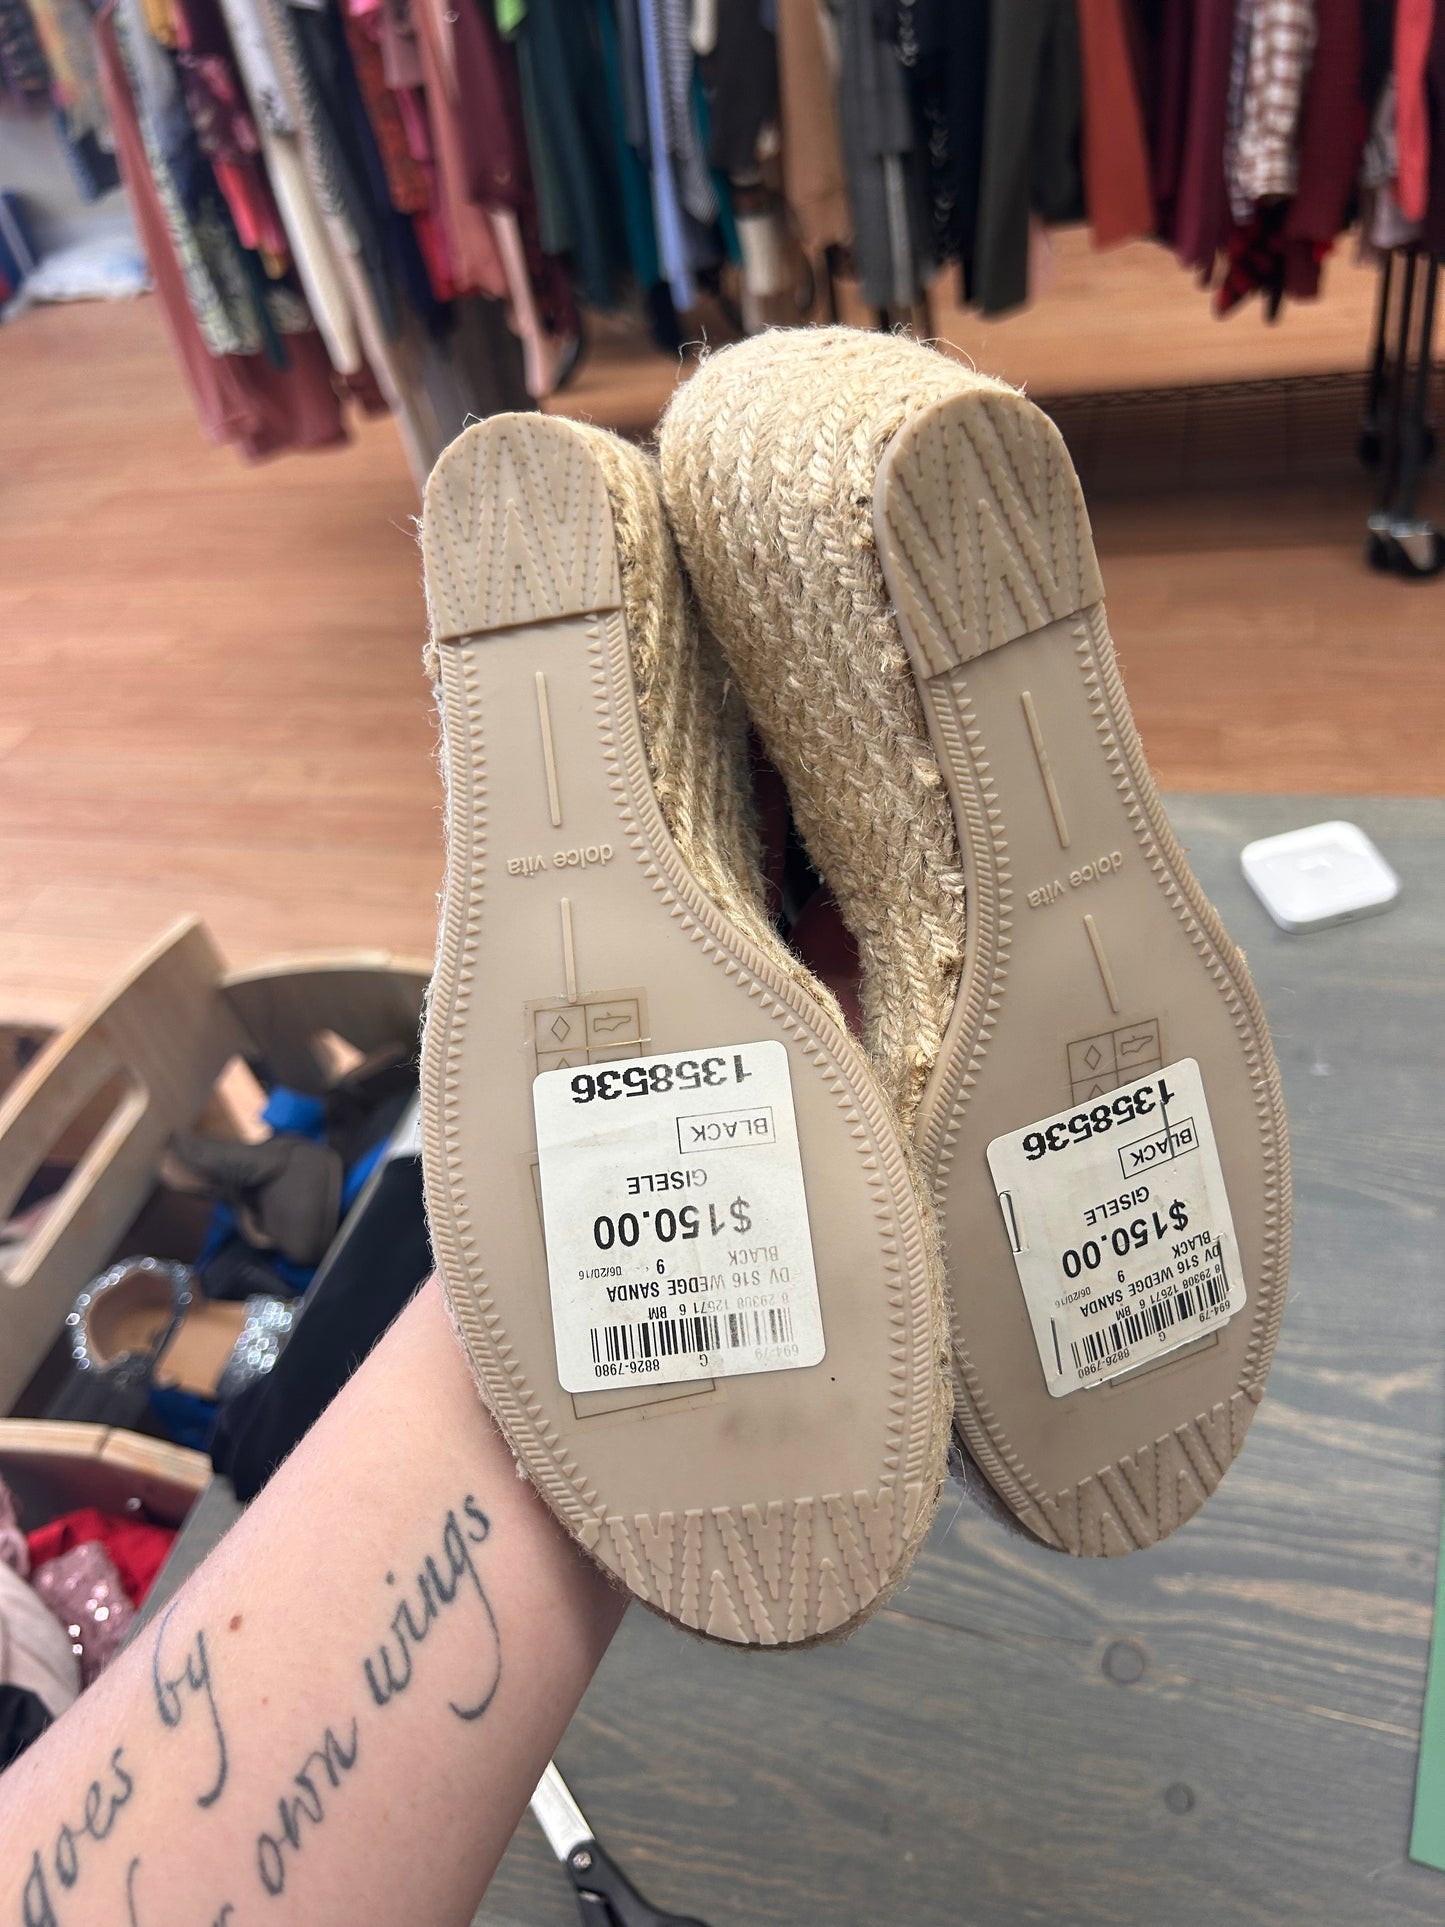 dolce vita
694-79 G 8826-7980
8 29308 12571 6 BM
DV S16 WEDGE SANDA
BLACK 6 06/20/16
$150.00
GISELE
BLACK
1358536
dolce vita
694-79 G 8826-7980
8 29308 12571 6 BM
DV S16 WEDGE SANDA
BLACK 6 06/20/16
$150.00
GISELE
BLACK
1358536
goes by
own wings